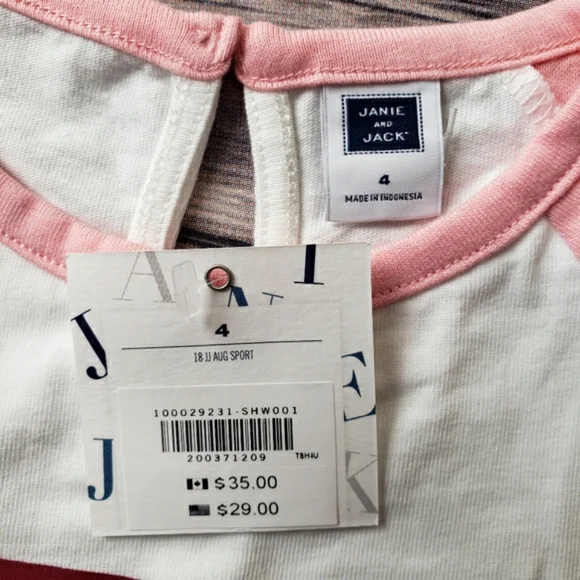 JANIE
AND
JACK
4
MADE IN INDONESIA
4
18 JJ AUG SPORT
100029231-SHW001
200371209
TBH4U
$35.00
$29.00